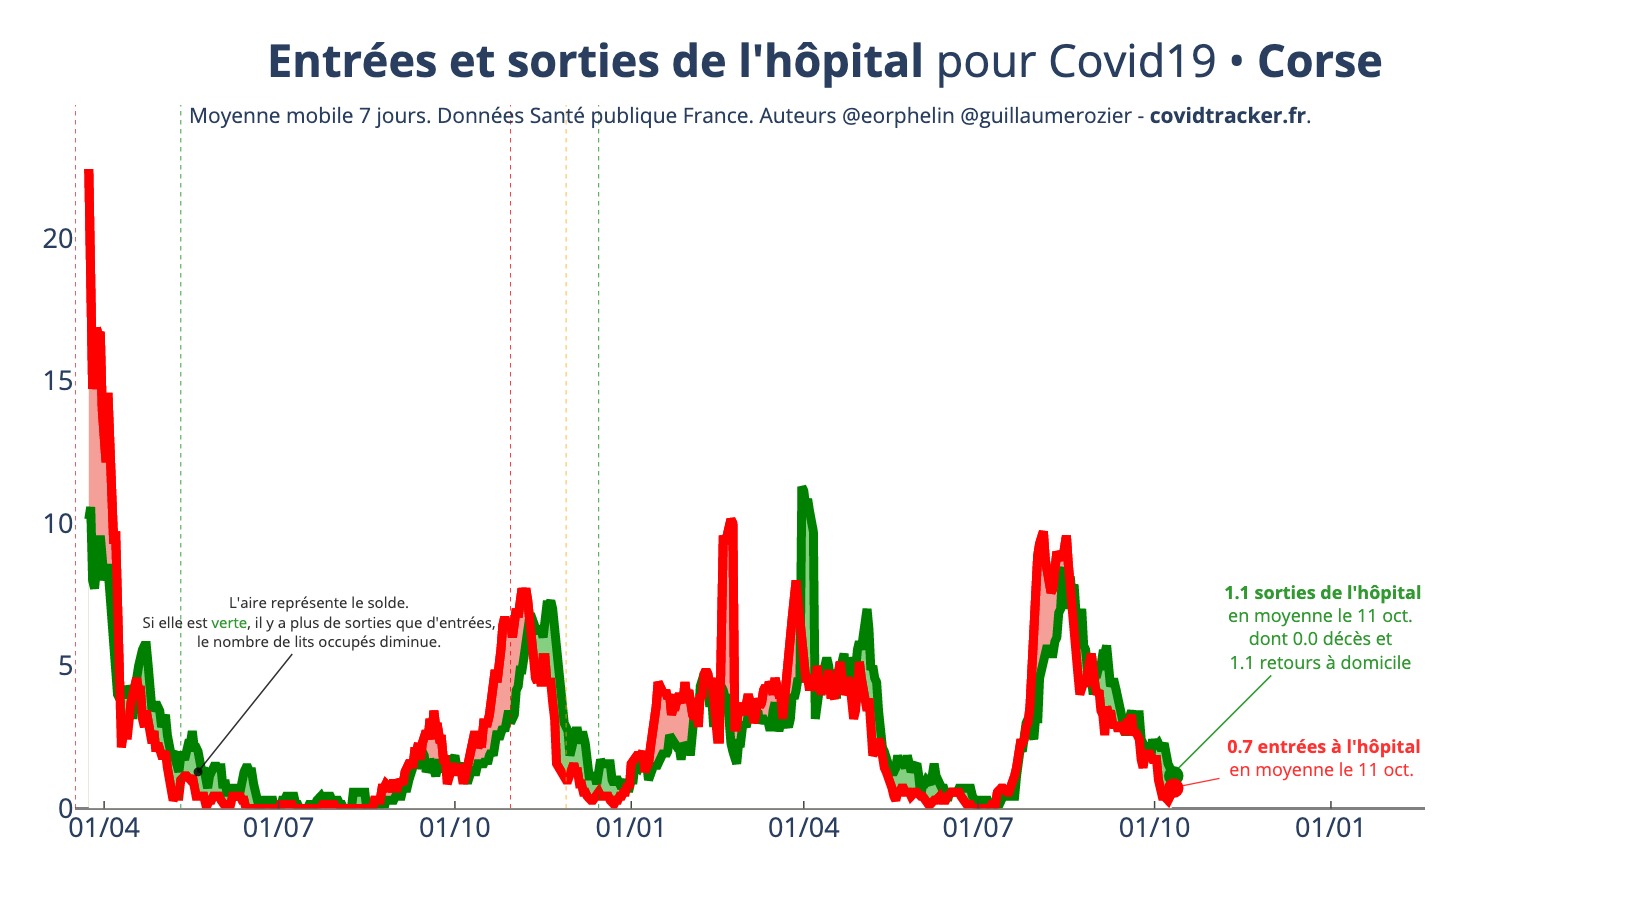 Entrées et sorties de l'hôpital pour Covid19 • Corse
Moyenne mobile 7 jours. Données Santé publique France. Auteurs @eorphelin @guillaumerozier - covidtracker.fr.
20
15
10
5
0
L'aire représente le solde.
Si elle est verte, il y a plus de sorties que d'entrées,
le nombre de lits occupés diminue.
1.1 sorties de l'hôpital
en moyenne le 11 oct.
dont 0.0 décès et
1.1 retours à domicile
0.7 entrées à l'hôpital
en moyenne le 11 oct.
01/04 01/07 01/10 01/01 01/04 01/07 01/10 01/01